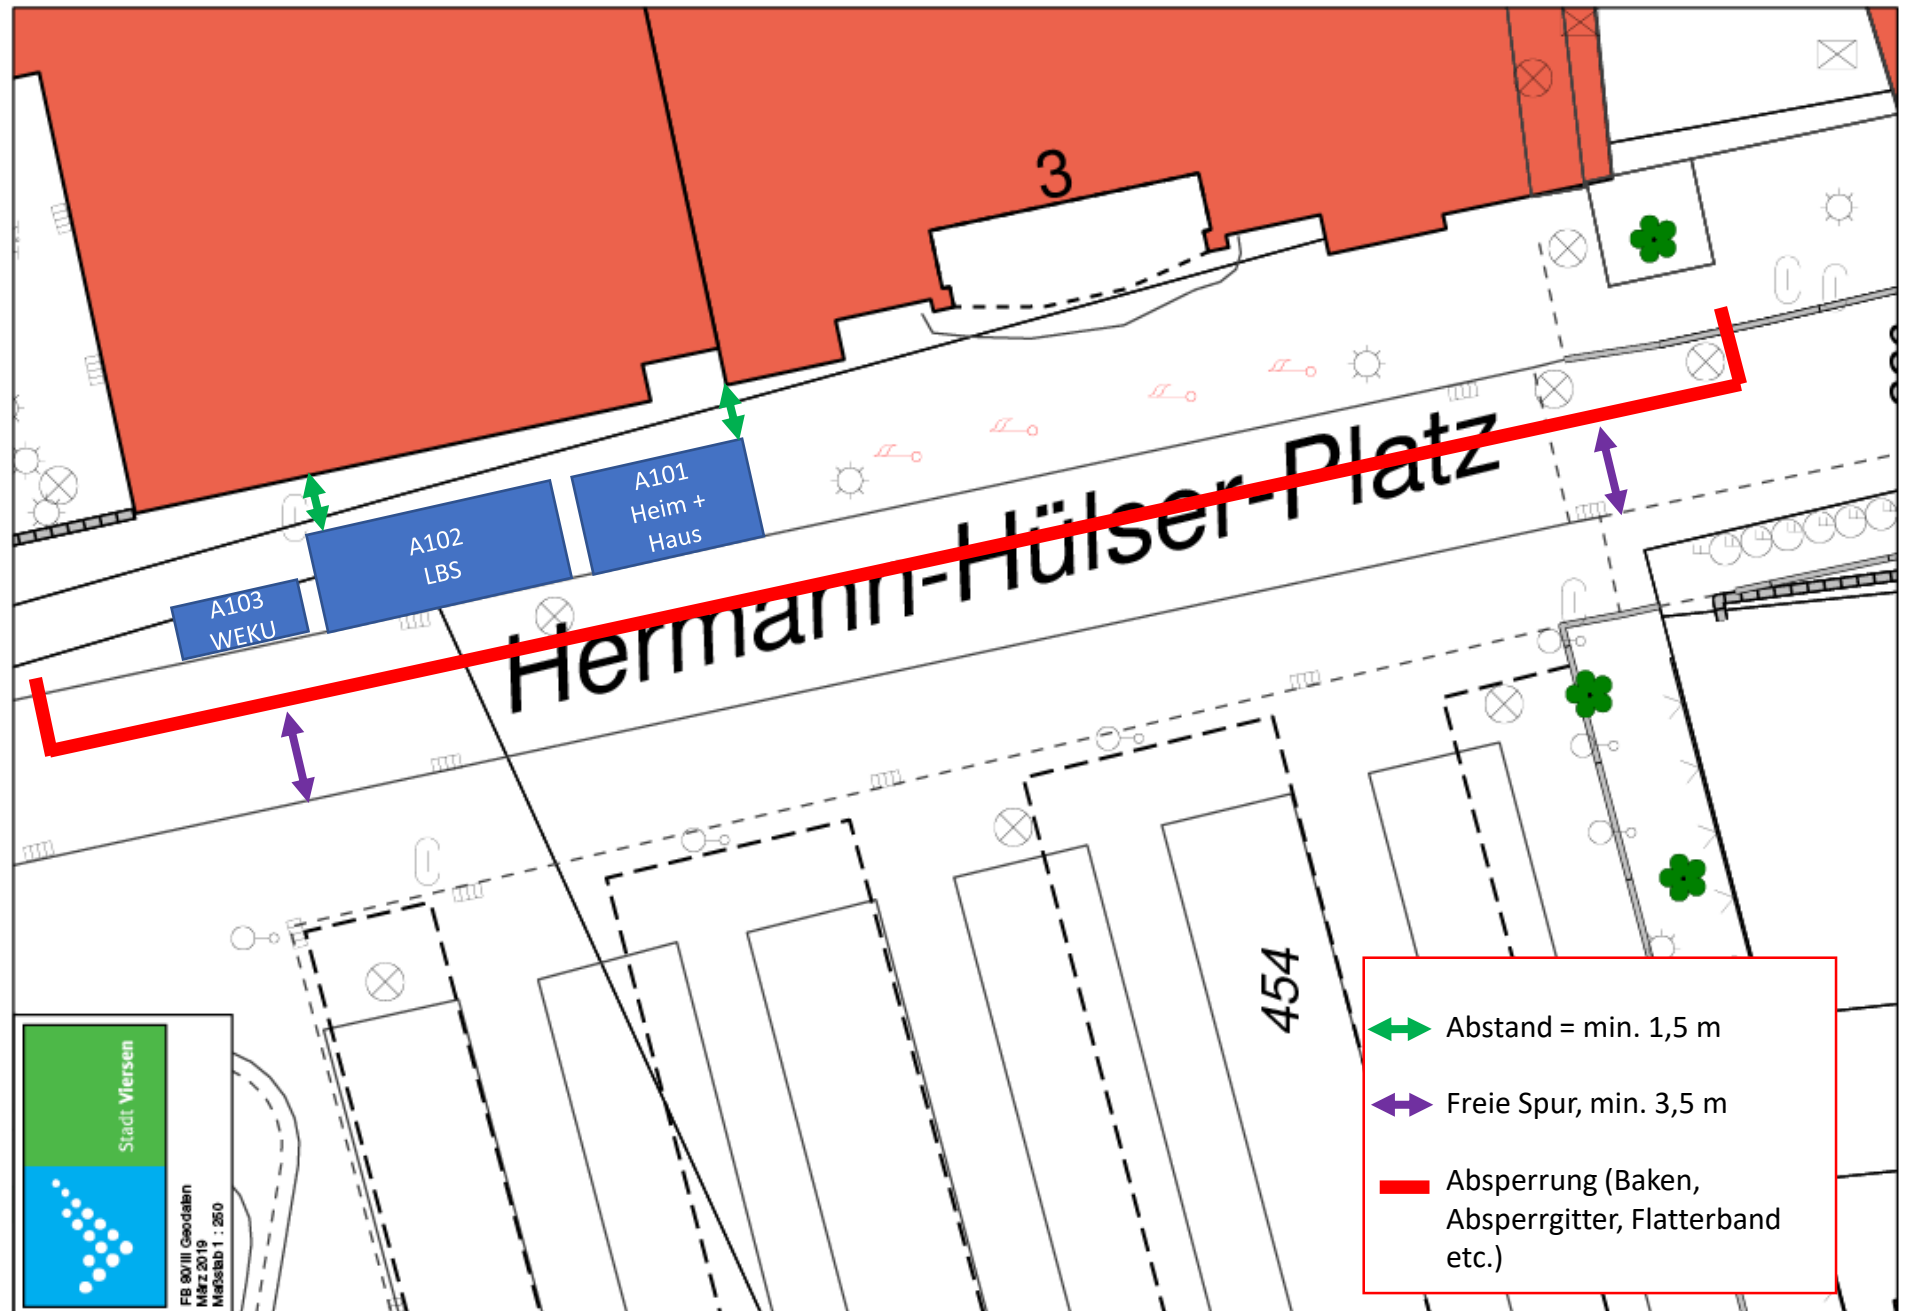 3
A101
Heim +
Haus
A102
LBS
A103
WEKU
Hermann-Hülser-Platz
454
Abstand = min. 1,5 m
Freie Spur, min. 3,5 m
Absperrung (Baken,
Absperrgitter, Flatterband
etc.)
Stadt Viersen
FB 90/III Geodaten
März 2019
Maßstab 1 : 250